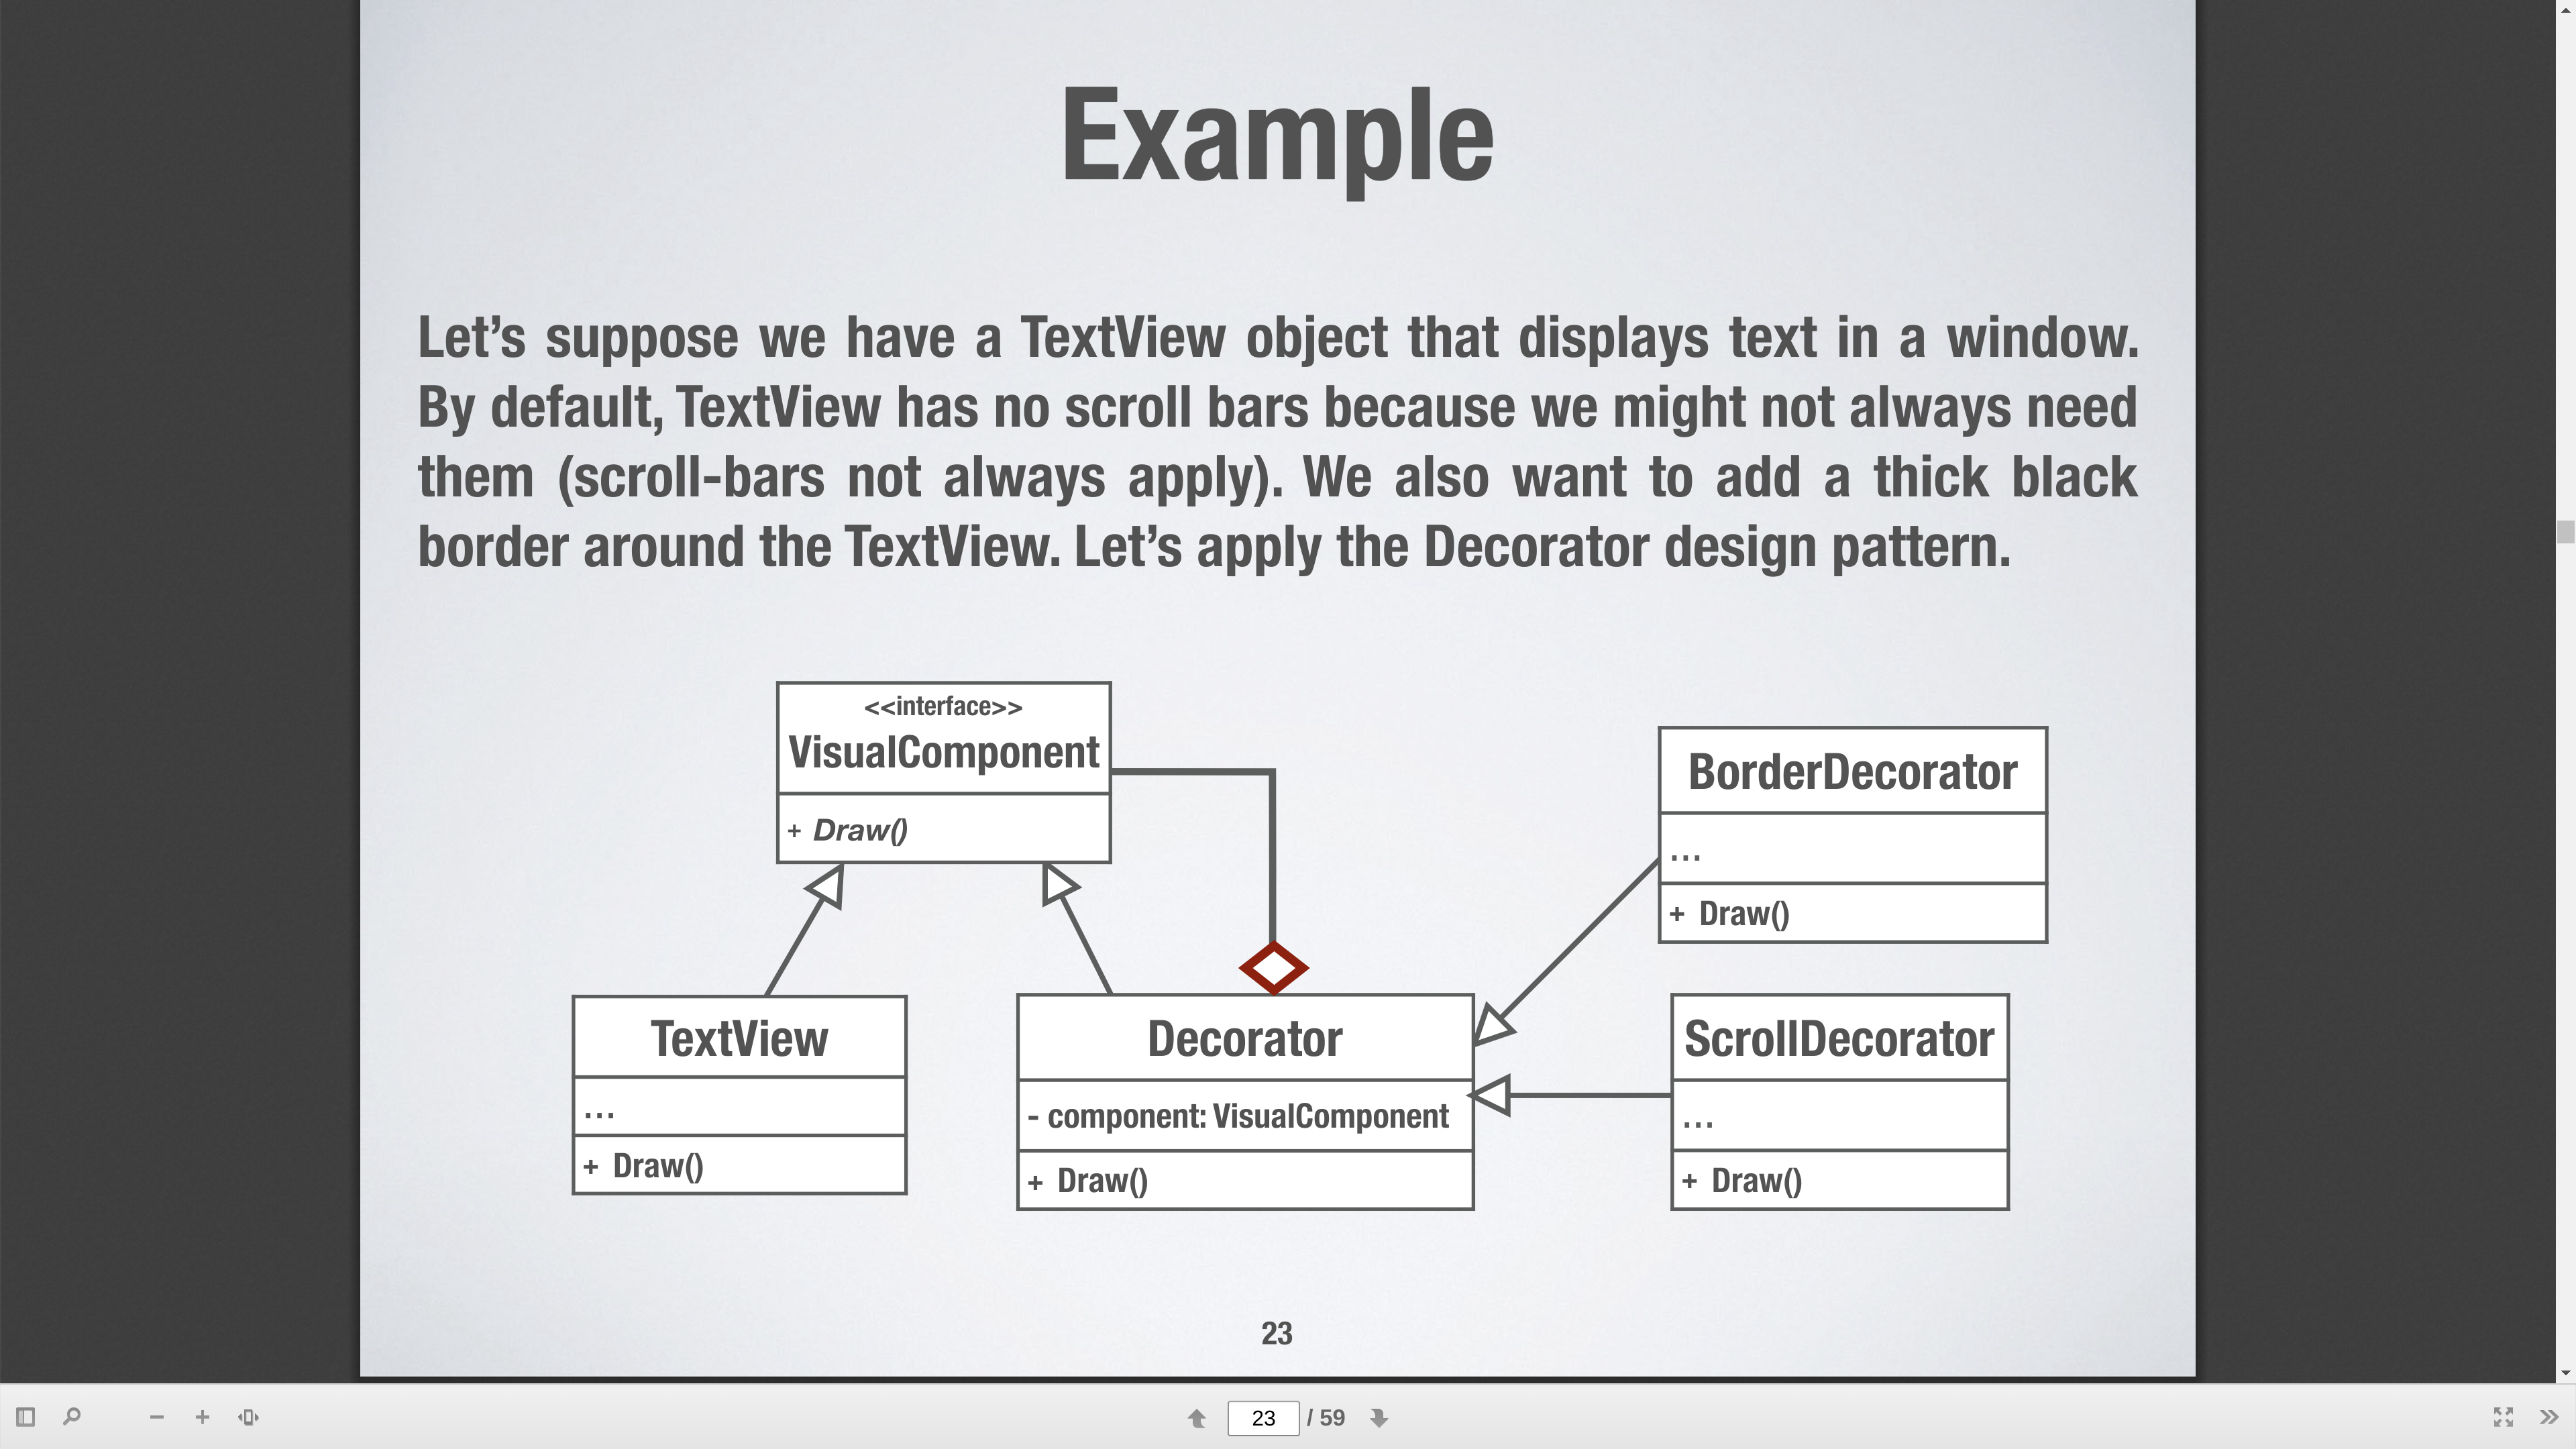 Example
Let’s suppose we have a TextView object that displays text in a window.
By default, TextView has no scroll bars because we might not always need
them (scroll-bars not always apply). We also want to add a thick black
border around the TextView. Let’s apply the Decorator design pattern.
<<interface>>
VisualComponent
+ Draw()
BorderDecorator
...
+ Draw()
TextView
...
+ Draw()
Decorator
- component: VisualComponent
+ Draw()
ScrollDecorator
...
+ Draw()
23
23 / 59